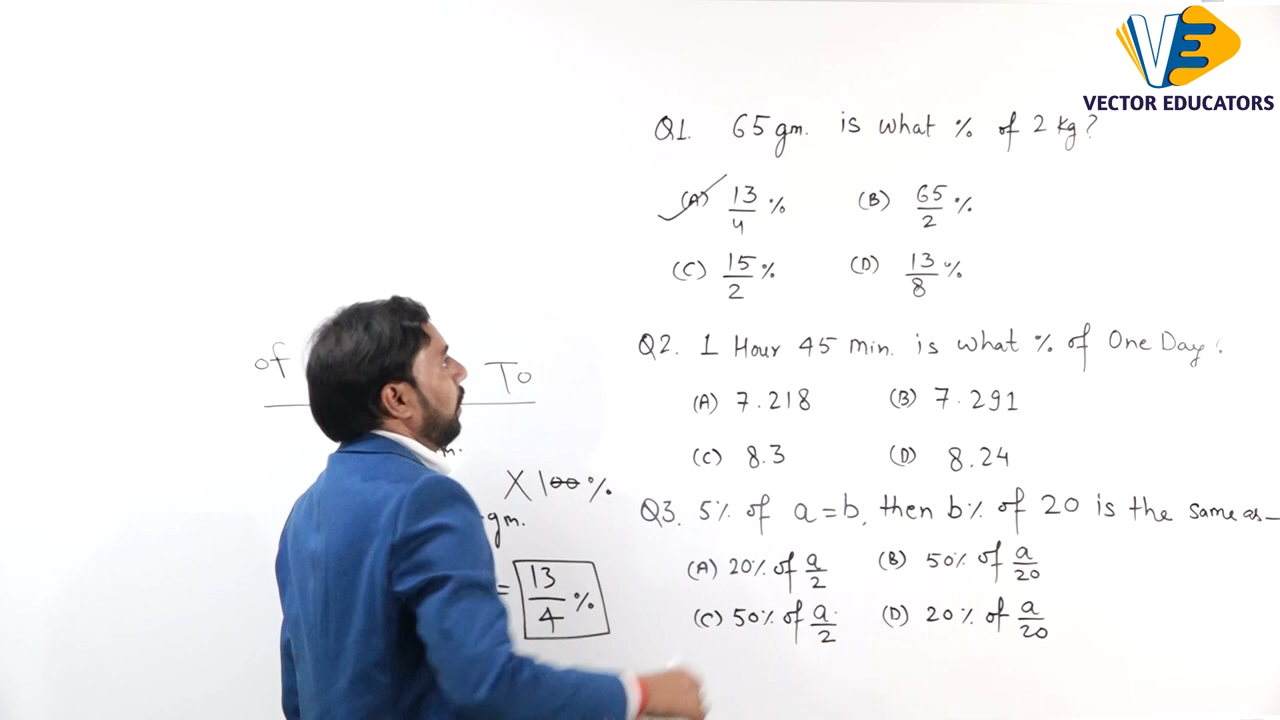 VE
VECTOR EDUCATORS
Q1. 65 gm. is what % of 2 kg?
(A) 13/4 % (B) 65/2 %
(C) 15/2 % (D) 13/8 %
Q2. 1 Hour 45 min. is what % of One Day.
(A) 7.218 (B) 7.291
(C) 8.3 (D) 8.24
Q3. 5% of a=b, then b% of 20 is the same as—
(A) 20% of a/2 (B) 50% of a/20
(C) 50% of a/2 (D) 20% of a/20
of To
m.
X 100 %
gm.
= 13/4 %